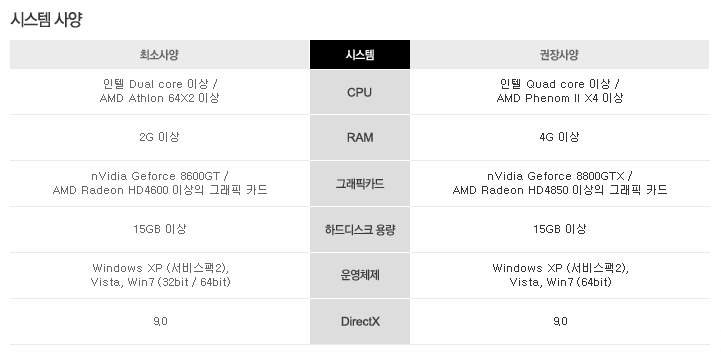 시스템 사양
최소사양 시스템 권장사양
인텔 Dual core 이상 /
AMD Athlon 64X2 이상
CPU
인텔 Quad core 이상 /
AMD Phenom II X4 이상
2G 이상 RAM 4G 이상
nVidia Geforce 8600GT /
AMD Radeon HD4600 이상의 그래픽 카드
그래픽카드
nVidia Geforce 8800GTX /
AMD Radeon HD4850 이상의 그래픽 카드
15GB 이상 하드디스크 용량 15GB 이상
Windows XP (서비스팩2),
Vista, Win7 (32bit / 64bit)
운영체제
Windows XP (서비스팩2),
Vista, Win7 (64bit)
9.0 DirectX 9.0